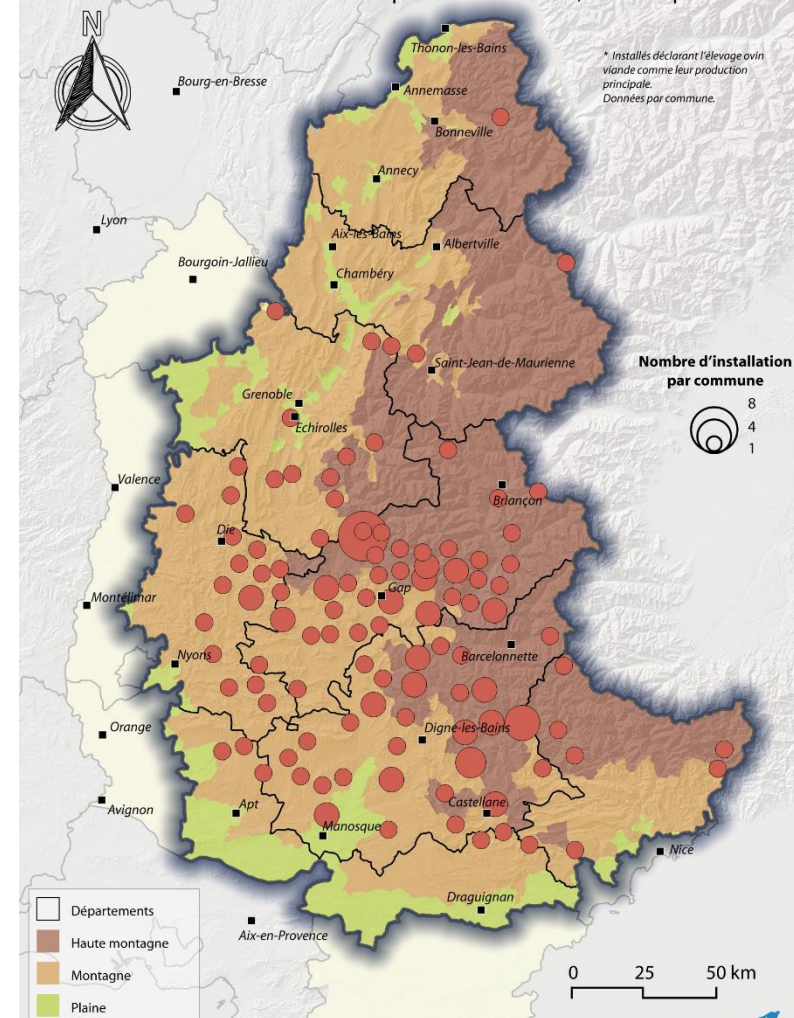 N
* Installés déclarant l'élevage ovin
viande comme leur production
principale.
Données par commune.
Thonon-les-Bains
Bourg-en-Bresse
Annemasse
Bonneville
Annecy
Lyon
Aix-les-Bains
Albertville
Bourgoin-Jallieu
Chambéry
Saint-Jean-de-Maurienne
Nombre d'installation
par commune
8
4
1
Grenoble
Echirolles
Valence
Briançon
Die
Gap
Montélimar
Barcelonnette
Nyons
Orange
Digne-les-Bains
Avignon
Apt
Castellane
Manosque
Nice
Draguignan
Aix-en-Provence
Départements
Haute montagne
Montagne
Plaine
0 25 50 km